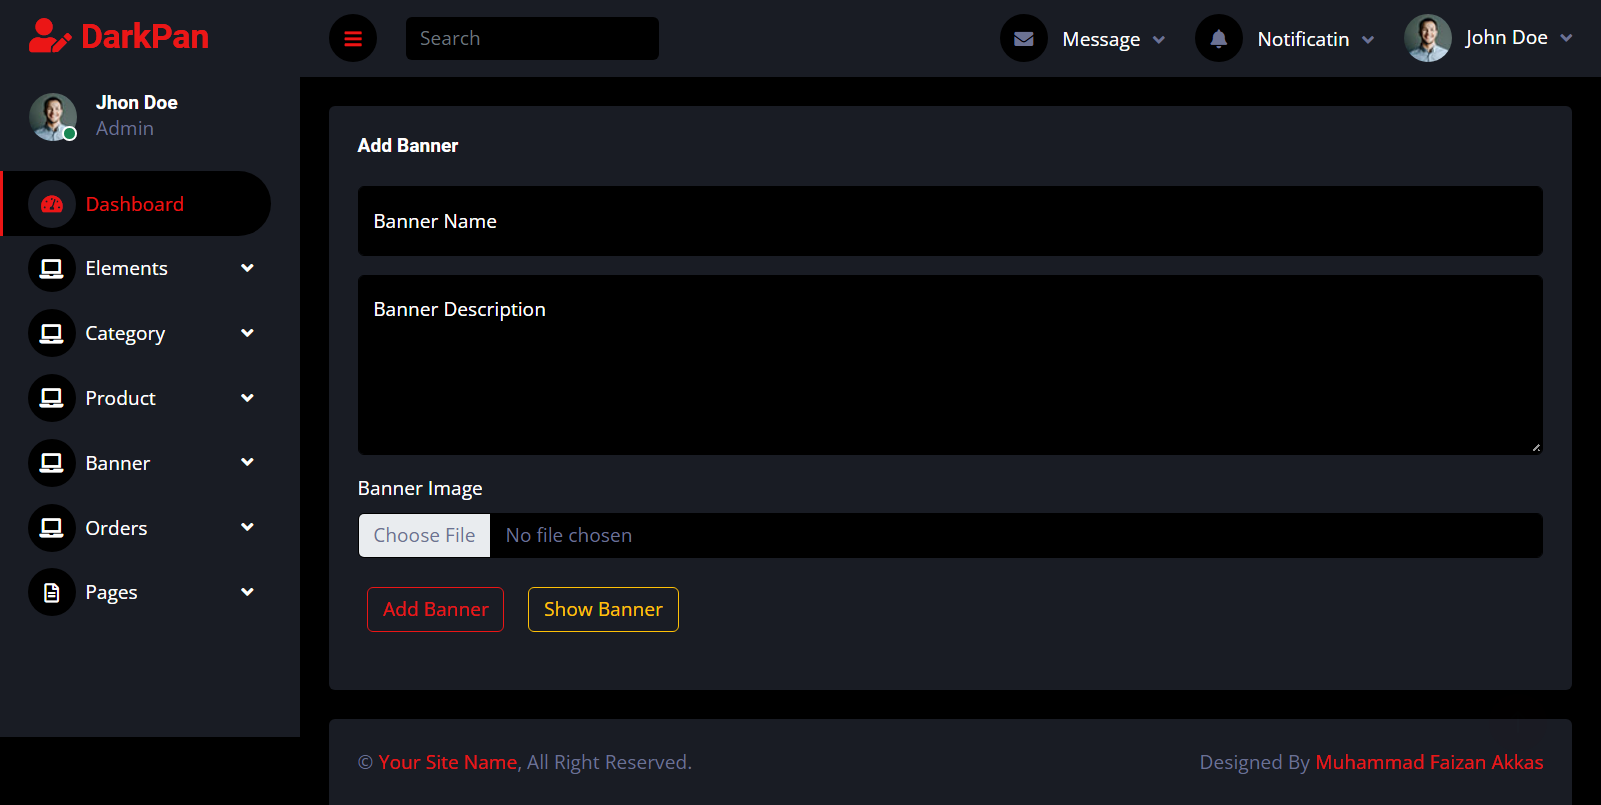 DarkPan
Search
Message
Notificatin
John Doe
Jhon Doe
Admin
Dashboard
Elements
Category
Product
Banner
Orders
Pages
Add Banner
Banner Name
Banner Description
Banner Image
Choose File No file chosen
Add Banner
Show Banner
© Your Site Name, All Right Reserved.
Designed By Muhammad Faizan Akkas